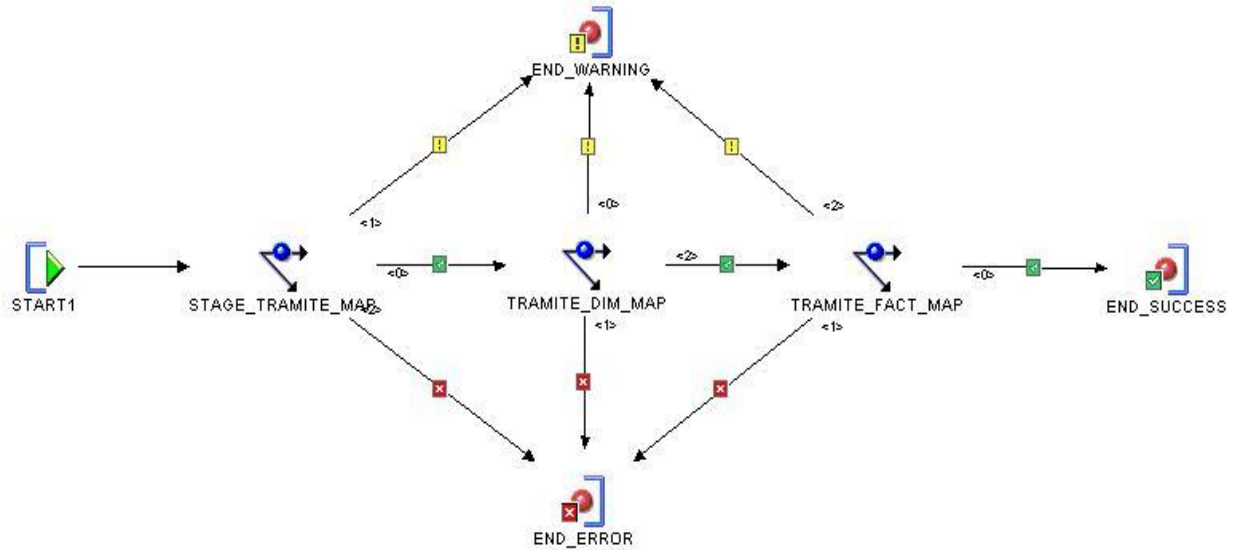 END_WARNING
<1>
<0>
<2>
START1
STAGE_TRAMITE_MAP
<0>
TRAMITE_DIM_MAP
<2>
TRAMITE_FACT_MAP
<0>
END_SUCCESS
<2>
<1>
<1>
END_ERROR